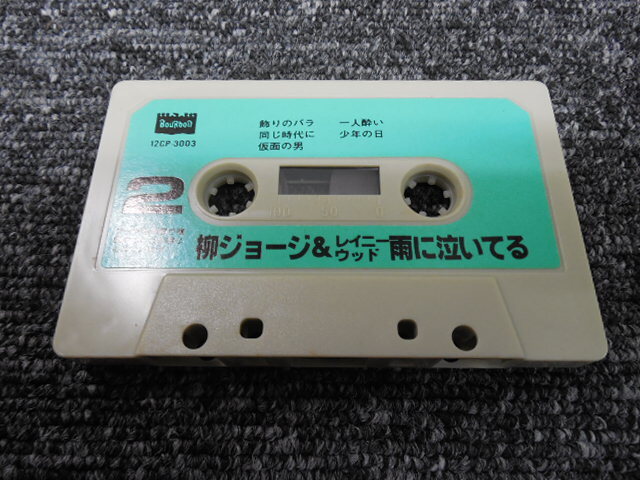 BOURBON
12CP-3003
飾りのバラ 一人酔い
同じ時代に 少年の日
仮面の男
2
100 50 0
柳ジョージ&レイニーウッド 雨に泣いてる